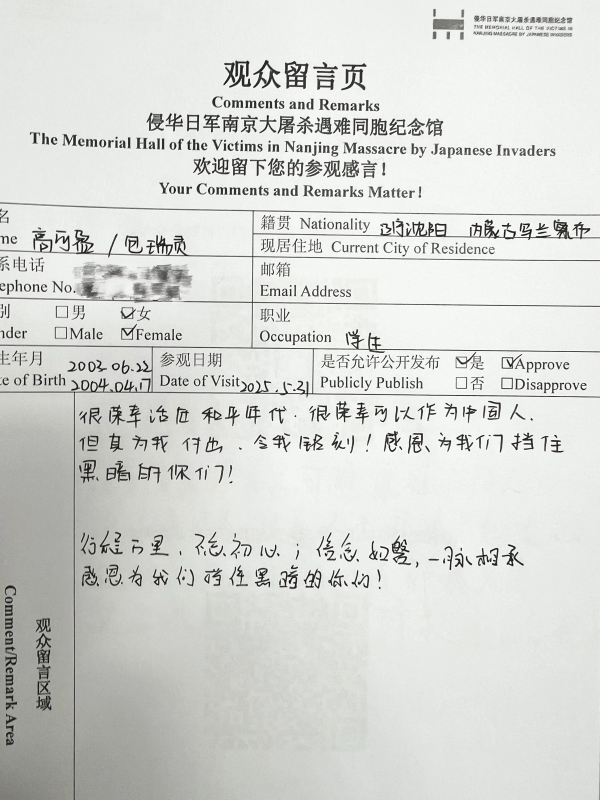 侵华日军南京大屠杀遇难同胞纪念馆
THE MEMORIAL HALL OF THE VICTIMS IN
NANJING MASSACRE BY JAPANESE INVADERS
观众留言页
Comments and Remarks
侵华日军南京大屠杀遇难同胞纪念馆
The Memorial Hall of the Victims in Nanjing Massacre by Japanese Invaders
欢迎留下您的参观感言!
Your Comments and Remarks Matter!
名 籍贯 Nationality 辽宁沈阳 内蒙古乌兰察布
me 高可 / 包瑞 现居住地 Current City of Residence
系电话 邮箱
ephone No. Email Address
别 □男 ☑女 职业
nder □Male ☑Female Occupation 学生
生年月 2003.06.22 参观日期 是否允许公开发布 ☑是 ☑Approve
te of Birth 2004.04.17 Date of Visit 2025.5.31 Publicly Publish □否 □Disapprove
很荣幸活在和平年代.很荣幸可以作为中国人.
但 为我付出、令我 刻!感恩为我们挡住
黑暗的你们!
行经万里,不忘初心;信念如磐,一脉相承
感恩为我们挡住黑暗的你们!
观众留言区域
Comment/Remark Area